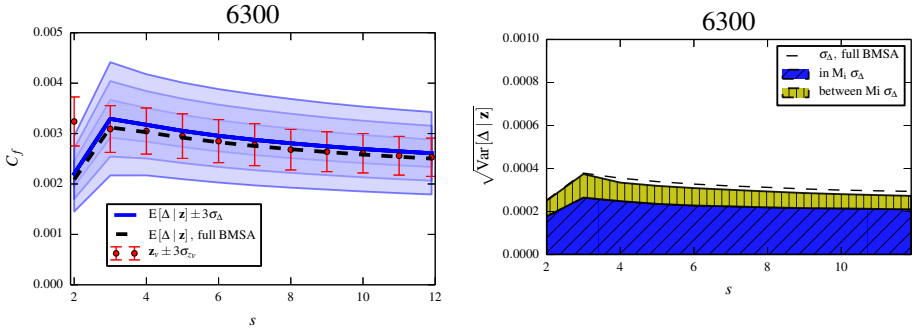 6300
0.005
0.004
0.003
0.002
0.001
0.000
C_f
E[Δ | z] ± 3σ_Δ
E[Δ | z] , full BMSA
z_v ± 3σ_{z_v}
2 4 6 8 10 12
s
6300
0.0010
0.0008
0.0006
0.0004
0.0002
0.0000
√Var[Δ | z]
σ_Δ, full BMSA
in M_i σ_Δ
between Mi σ_Δ
2 4 6 8 10
s